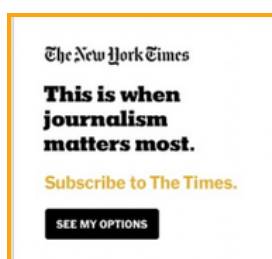 The New York Times
This is when
journalism
matters most.
Subscribe to The Times.
SEE MY OPTIONS